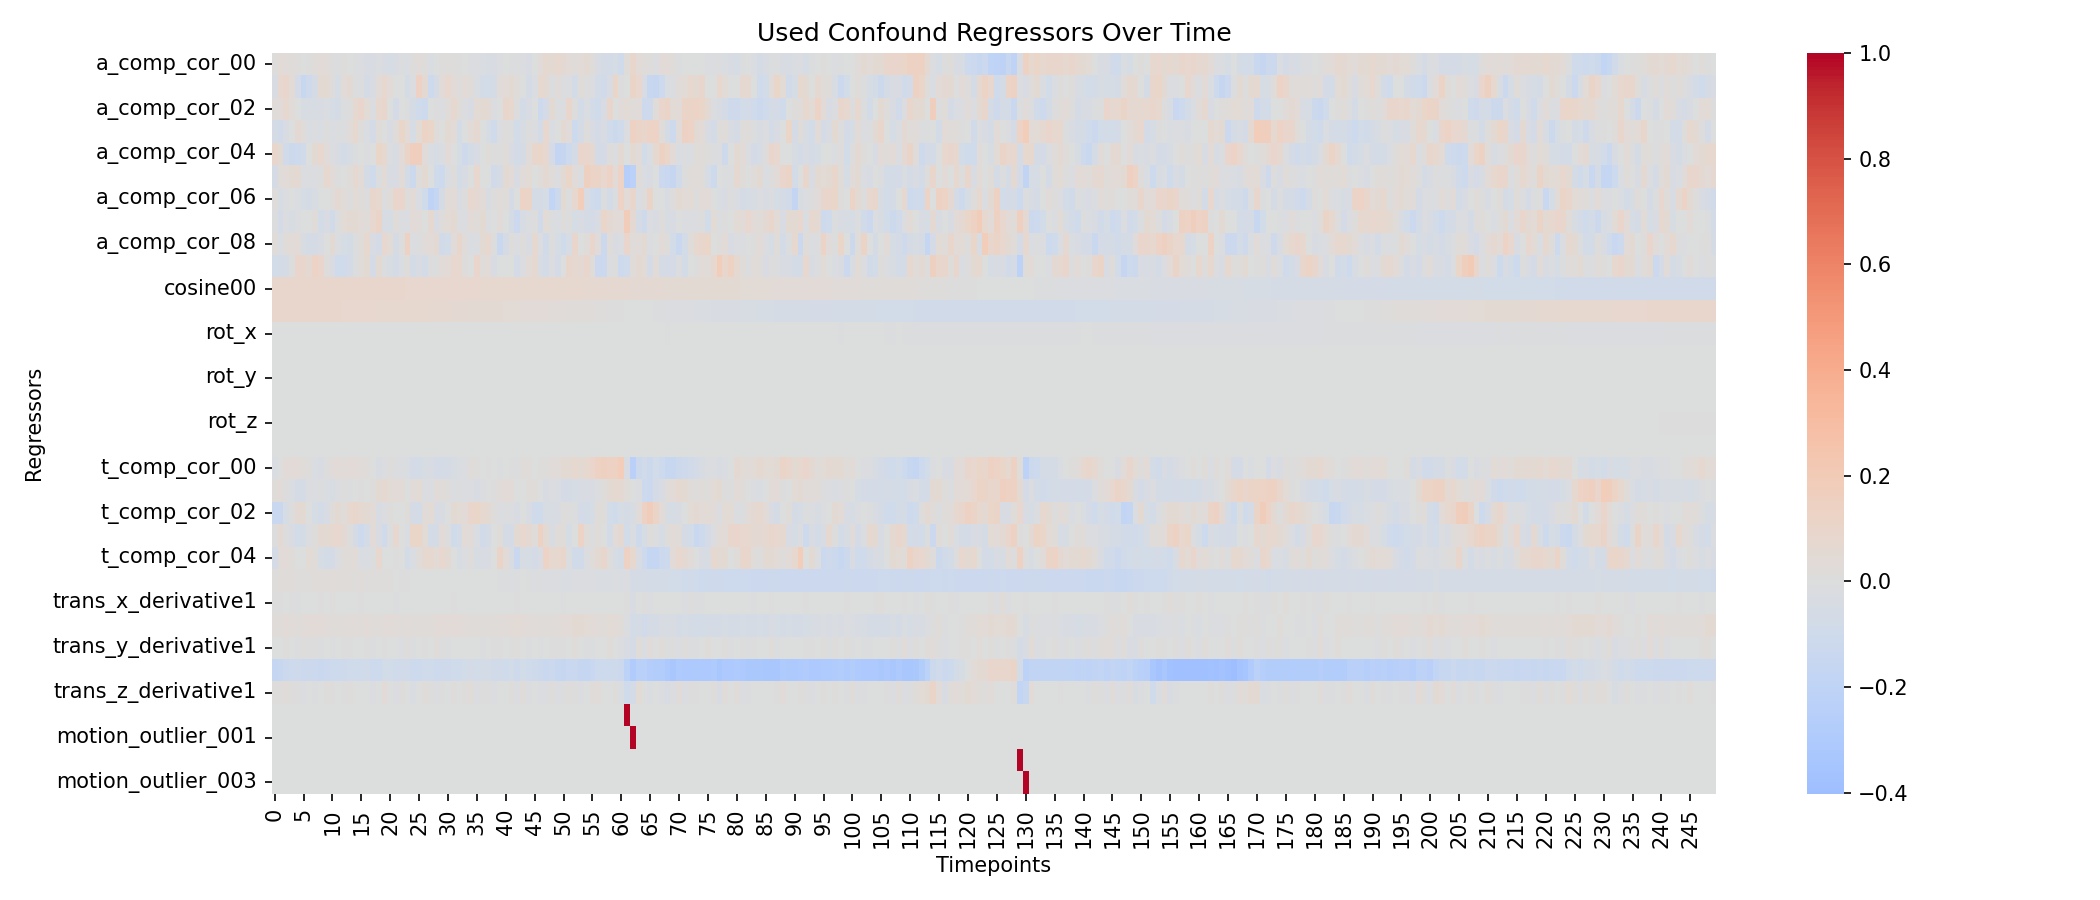 Used Confound Regressors Over Time
Regressors
a_comp_cor_00
a_comp_cor_02
a_comp_cor_04
a_comp_cor_06
a_comp_cor_08
cosine00
rot_x
rot_y
rot_z
t_comp_cor_00
t_comp_cor_02
t_comp_cor_04
trans_x_derivative1
trans_y_derivative1
trans_z_derivative1
motion_outlier_001
motion_outlier_003
0 5 10 15 20 25 30 35 40 45 50 55 60 65 70 75 80 85 90 95 100 105 110 115 120 125 130 135 140 145 150 155 160 165 170 175 180 185 190 195 200 205 210 215 220 225 230 235 240 245
Timepoints
1.0
0.8
0.6
0.4
0.2
0.0
−0.2
−0.4